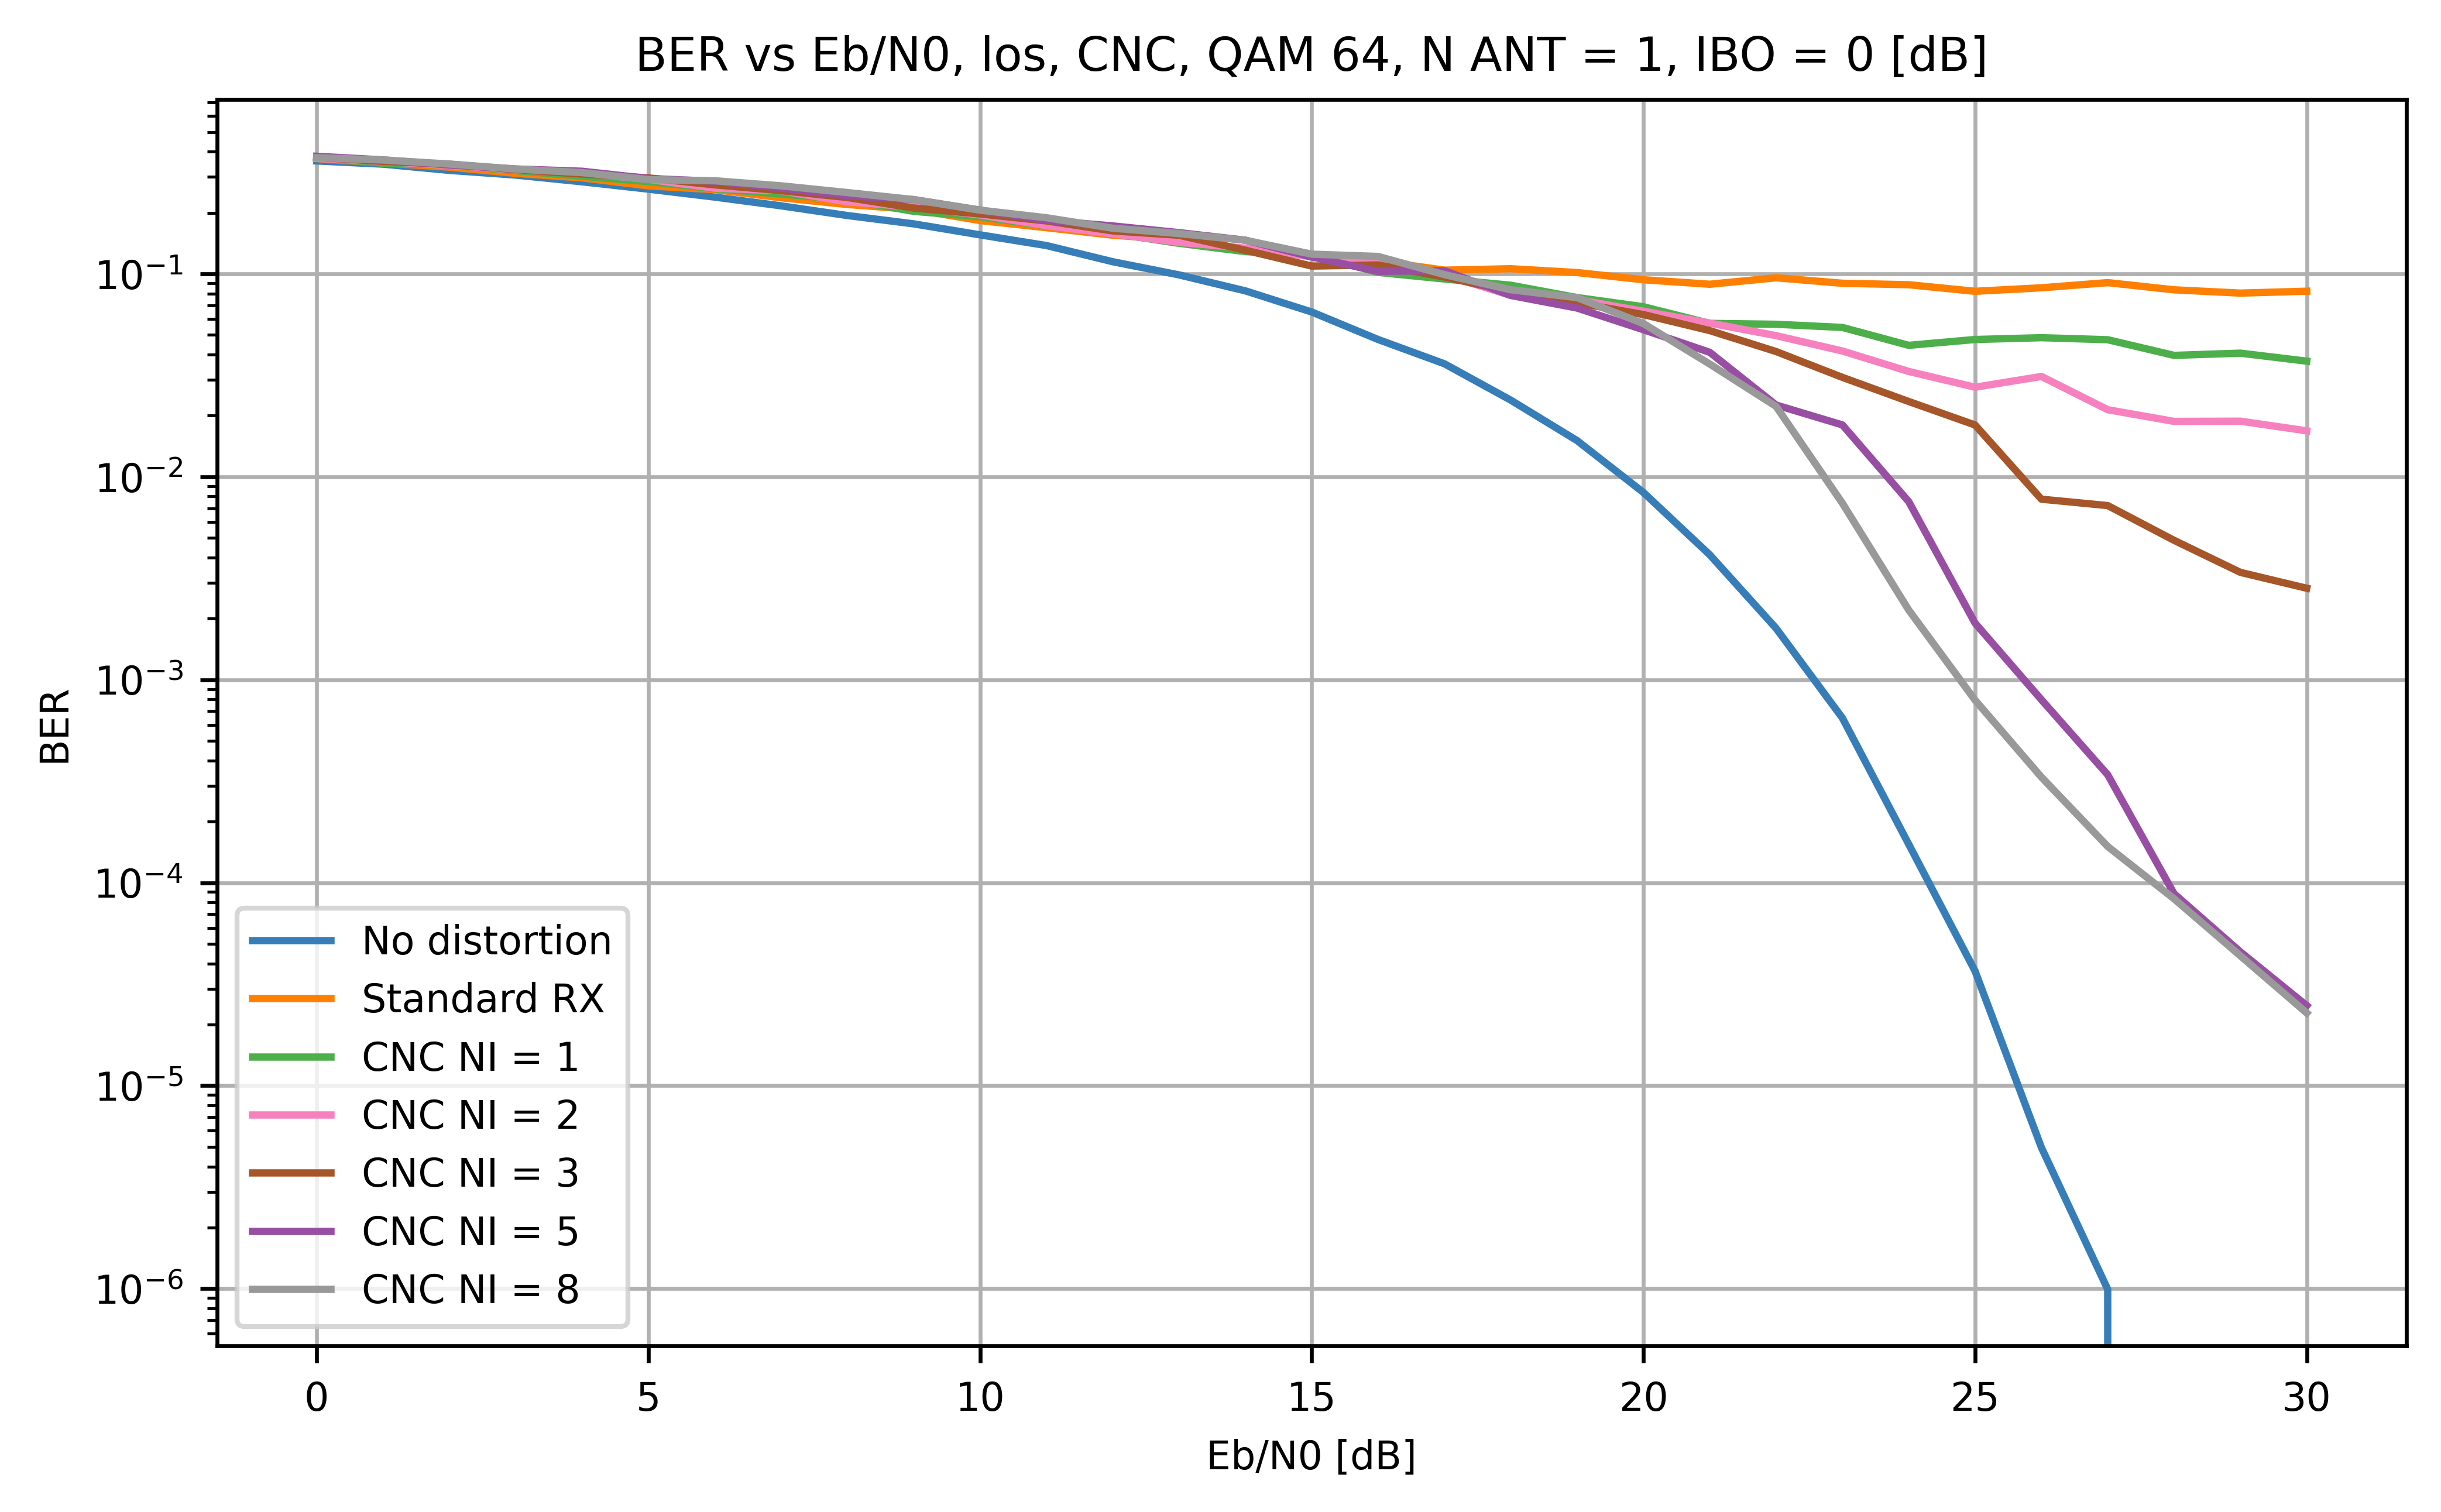 BER vs Eb/N0, los, CNC, QAM 64, N ANT = 1, IBO = 0 [dB]
BER
10⁻¹
10⁻²
10⁻³
10⁻⁴
10⁻⁵
10⁻⁶
No distortion
Standard RX
CNC NI = 1
CNC NI = 2
CNC NI = 3
CNC NI = 5
CNC NI = 8
0 5 10 15 20 25 30
Eb/N0 [dB]